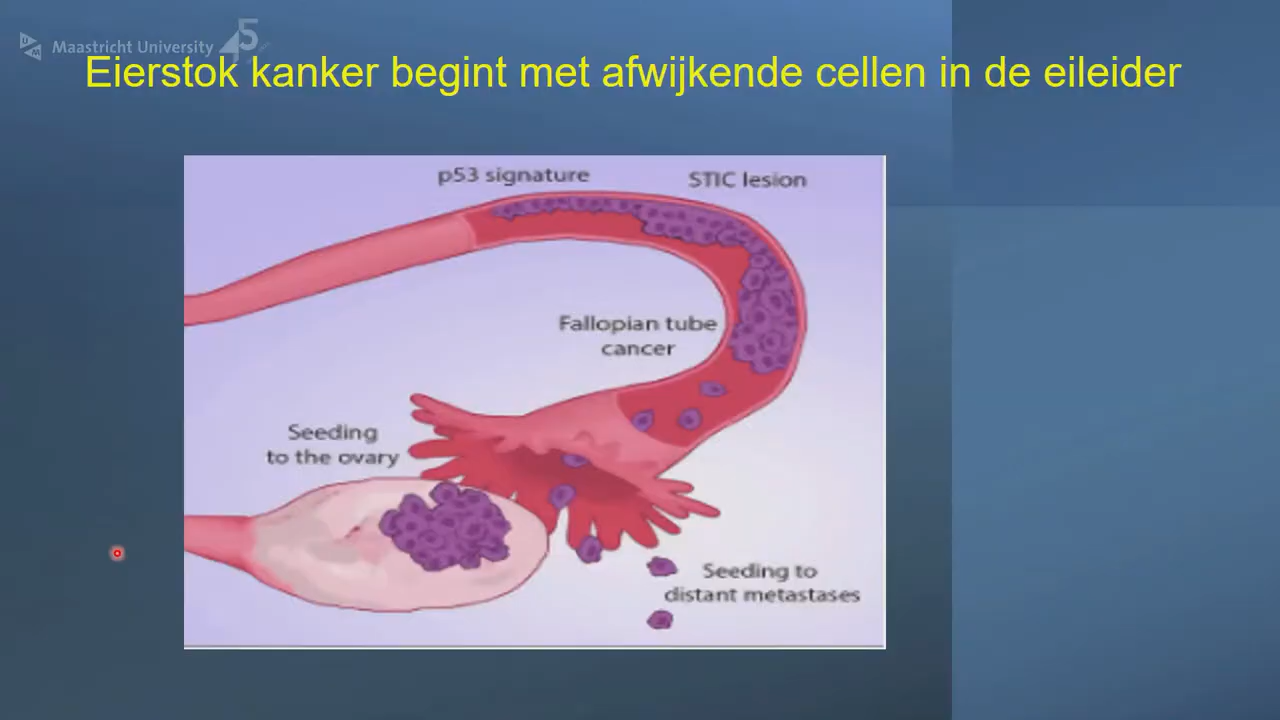 Maastricht University
Eierstok kanker begint met afwijkende cellen in de eileider
p53 signature
STIC lesion
Fallopian tube
cancer
Seeding
to the ovary
Seeding to
distant metastases